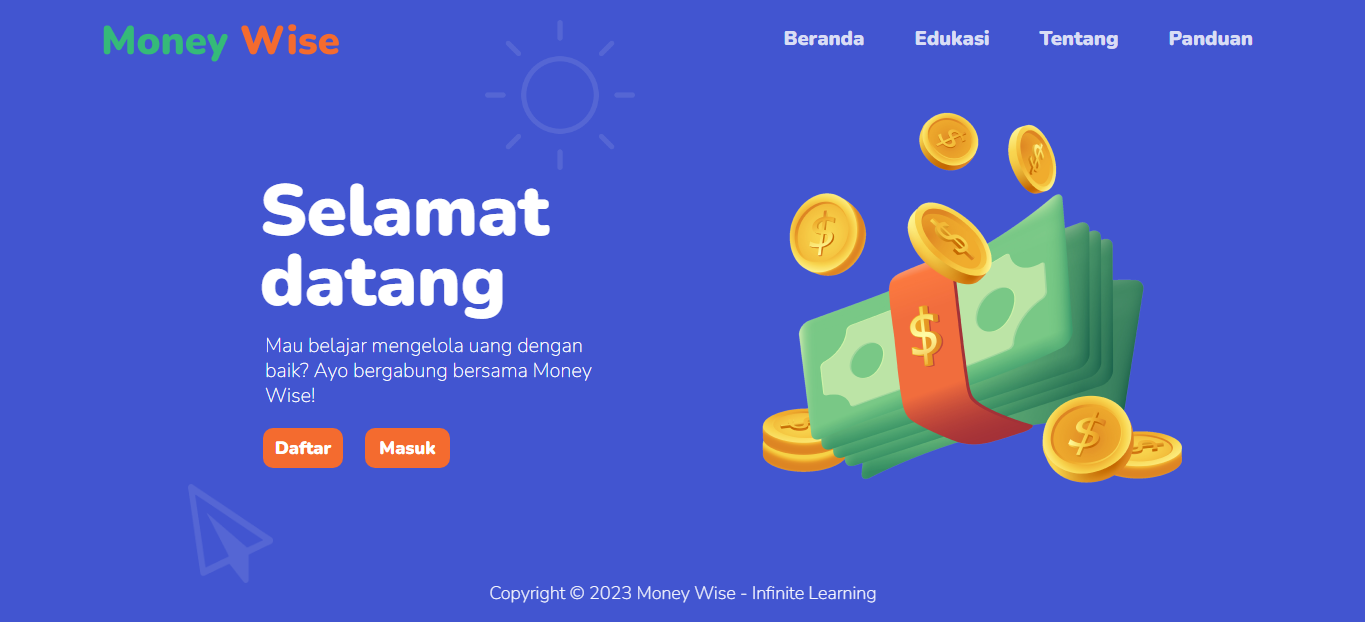 Money Wise
Beranda Edukasi Tentang Panduan
Selamat
datang
Mau belajar mengelola uang dengan
baik? Ayo bergabung bersama Money
Wise!
Daftar Masuk
$
$
$
$
$
$
Copyright © 2023 Money Wise - Infinite Learning